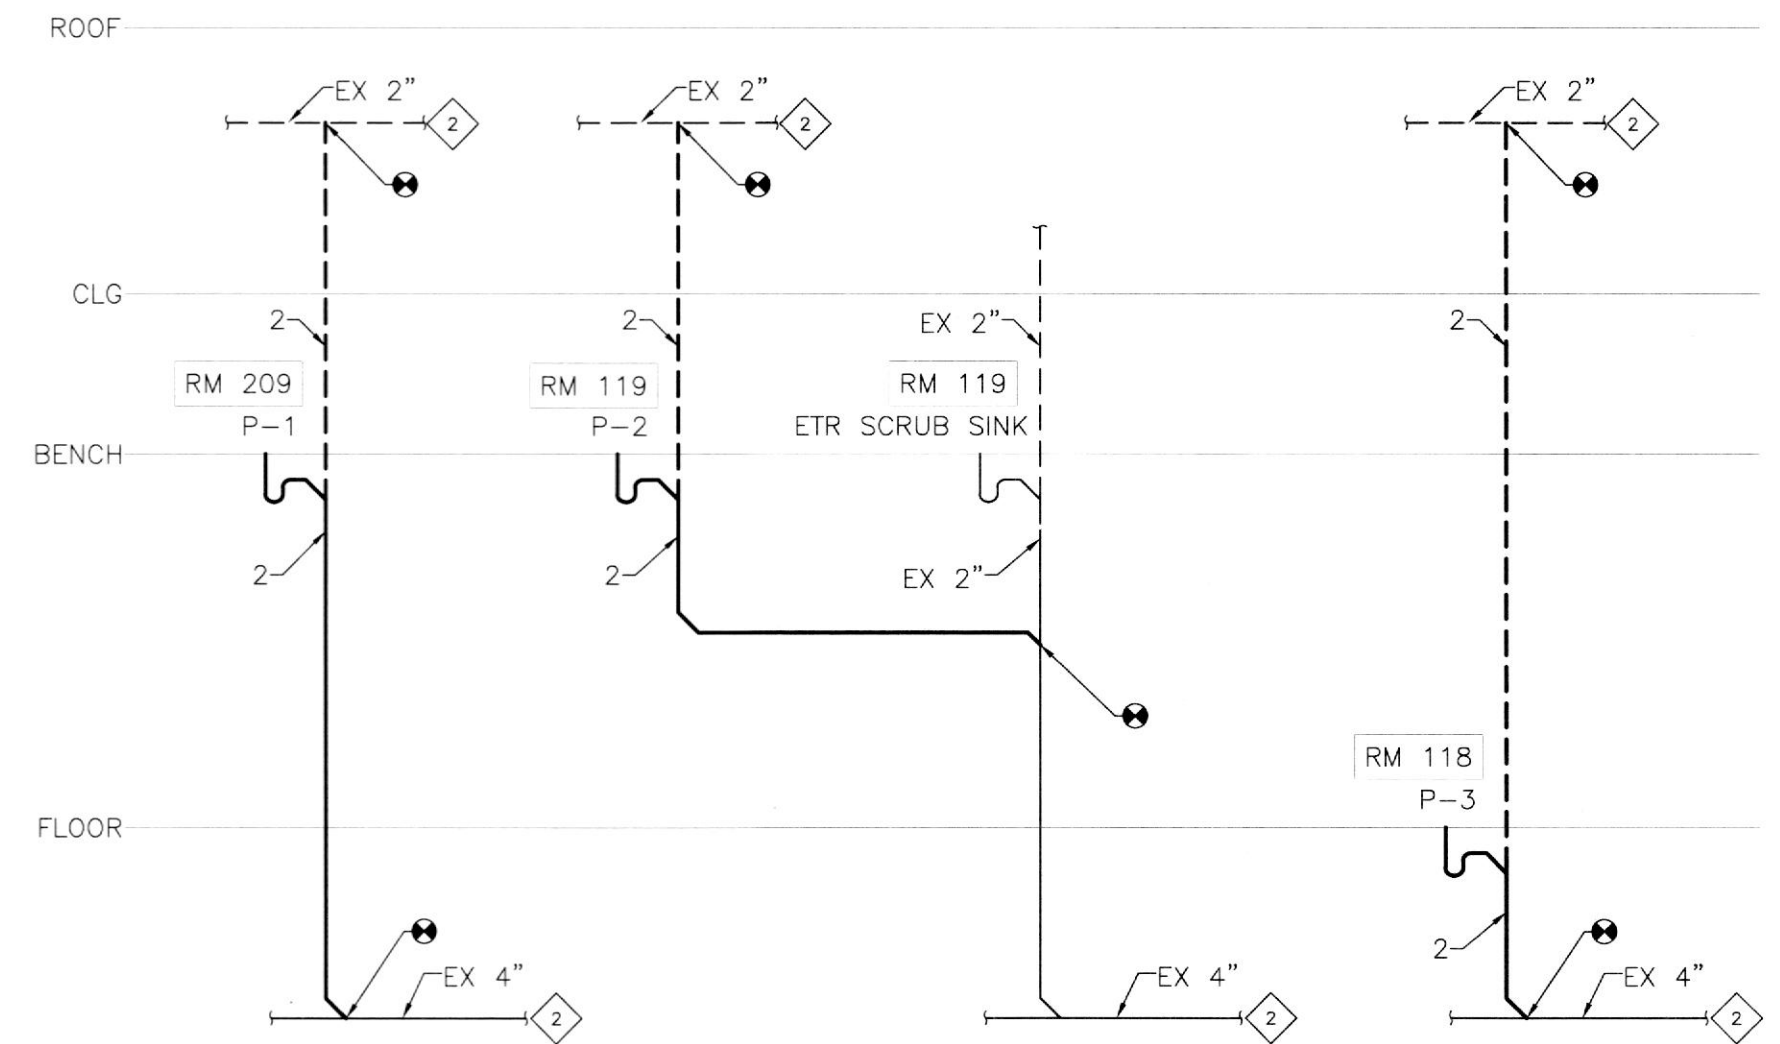 ROOF
EX 2"
2
EX 2"
2
EX 2"
2
CLG
2
2
EX 2"
2
RM 209
RM 119
RM 119
P-1
P-2
ETR SCRUB SINK
BENCH
2
2
EX 2"
RM 118
P-3
FLOOR
2
EX 4"
2
EX 4"
2
EX 4"
2